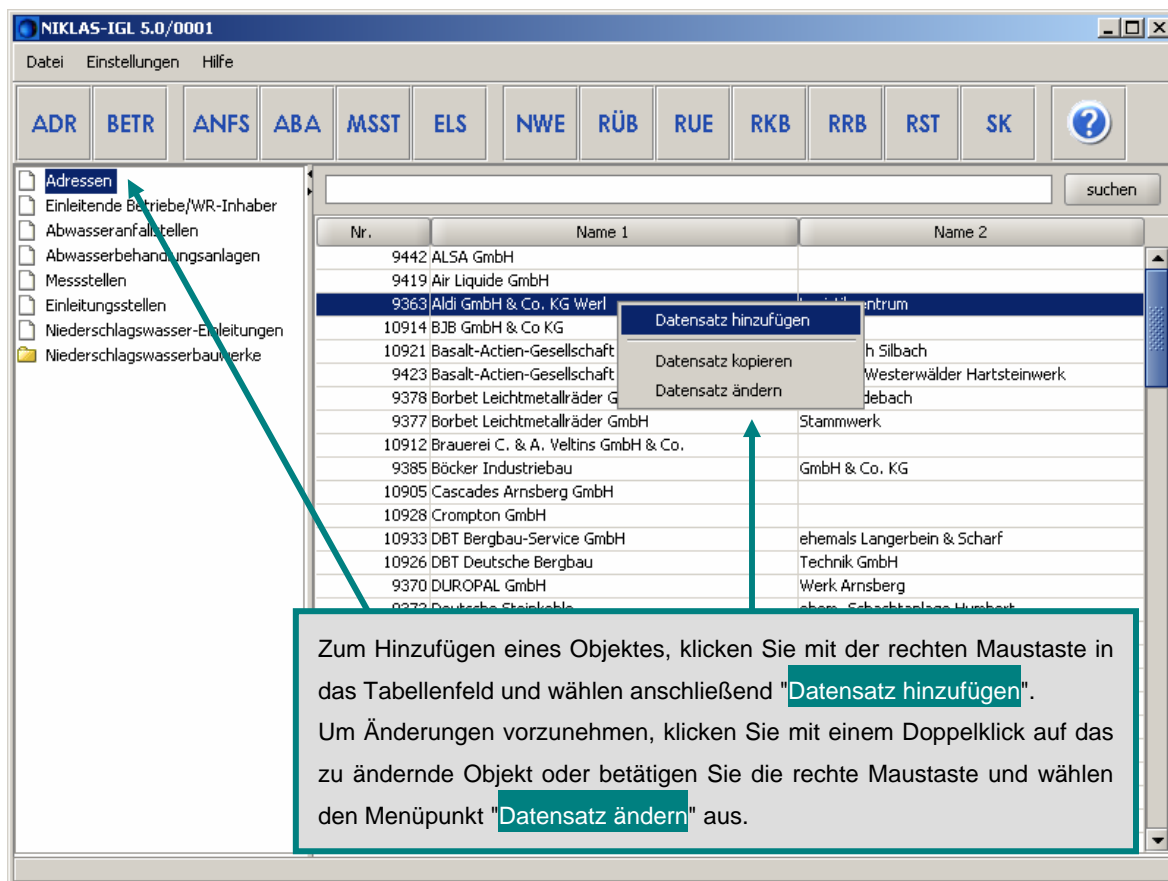 NIKLAS-IGL 5.0/0001
Datei Einstellungen Hilfe
ADR BETR ANFS ABA MSST ELS NWE RÜB RUE RKB RRB RST SK ?
Adressen
Einleitende Betriebe/WR-Inhaber
Abwasseranfallstellen
Abwasserbehandlungsanlagen
Messstellen
Einleitungsstellen
Niederschlagswasser-Einleitungen
Niederschlagswasserbauwerke
suchen
Nr. Name 1 Name 2
9442 ALSA GmbH
9419 Air Liquide GmbH
9363 Aldi GmbH & Co. KG Werl
10914 BJB GmbH & Co KG
10921 Basalt-Actien-Gesellschaft h Silbach
9423 Basalt-Actien-Gesellschaft Westerwälder Hartsteinwerk
9378 Borbet Leichtmetallräder G debach
9377 Borbet Leichtmetallräder GmbH Stammwerk
10912 Brauerei C. & A. Veltins GmbH & Co.
9385 Böcker Industriebau GmbH & Co. KG
10905 Cascades Arnsberg GmbH
10928 Crompton GmbH
10933 DBT Bergbau-Service GmbH ehemals Langerbein & Scharf
10926 DBT Deutsche Bergbau Technik GmbH
9370 DUROPAL GmbH Werk Arnsberg
Datensatz hinzufügen
Datensatz kopieren
Datensatz ändern
Zum Hinzufügen eines Objektes, klicken Sie mit der rechten Maustaste in
das Tabellenfeld und wählen anschließend "Datensatz hinzufügen".
Um Änderungen vorzunehmen, klicken Sie mit einem Doppelklick auf das
zu ändernde Objekt oder betätigen Sie die rechte Maustaste und wählen
den Menüpunkt "Datensatz ändern" aus.